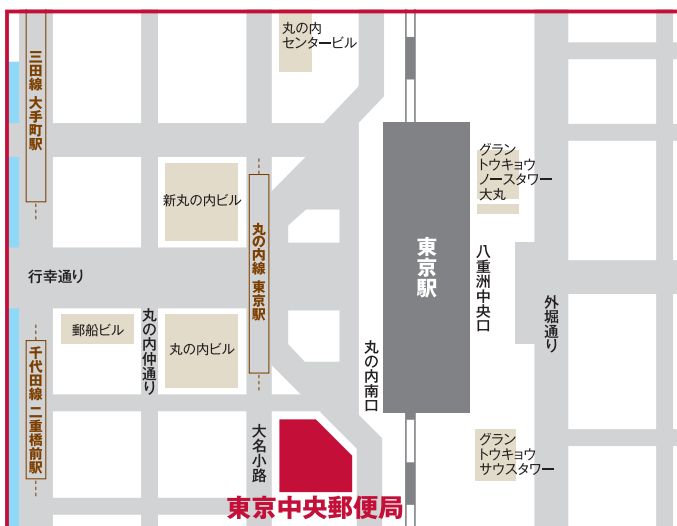 丸の内
センタービル
三田線 大手町駅
グラン
トウキョウ
ノースタワー
大丸
新丸の内ビル
丸の内線 東京駅
東京駅
八重洲中央口
行幸通り
外堀通り
郵船ビル
丸の内仲通り
丸の内ビル
丸の内南口
千代田線 二重橋前駅
大名小路
グラン
トウキョウ
サウスタワー
東京中央郵便局